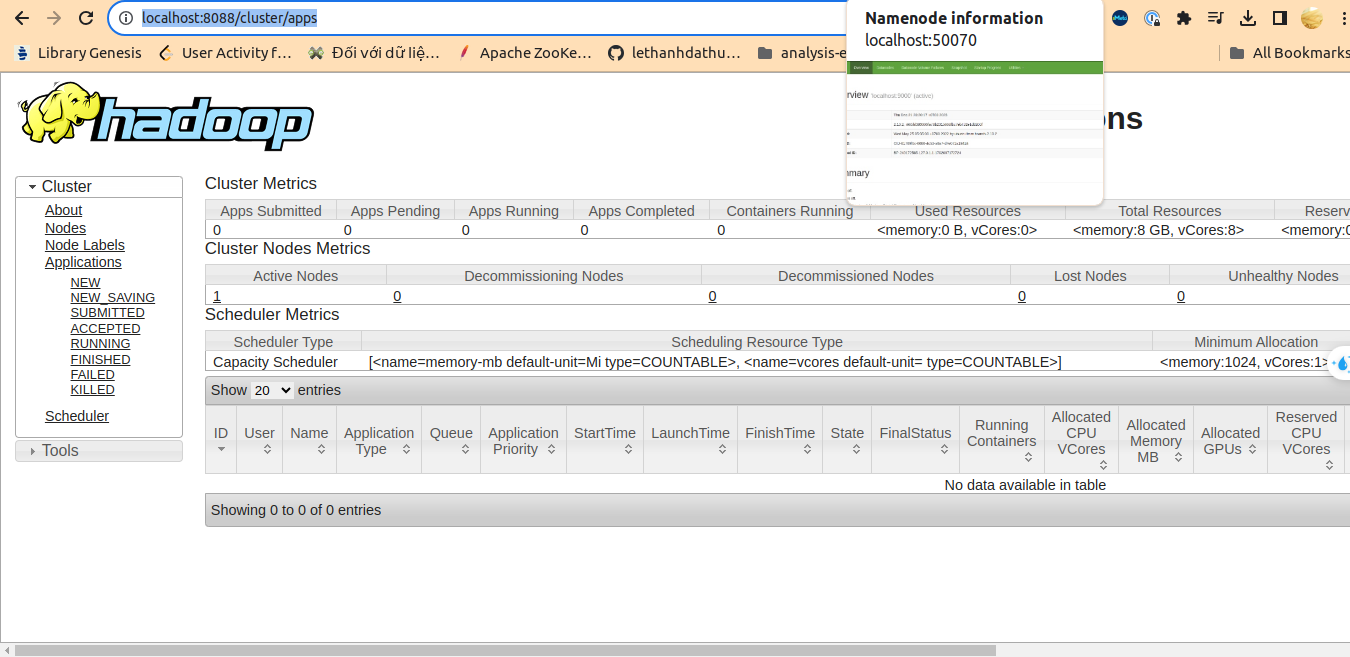 localhost:8088/cluster/apps
Namenode information
localhost:50070
Library Genesis
User Activity f…
Đối với dữ liệ…
Apache ZooKe…
lethanhdathu…
analysis-e
All Bookmarks
hadoop
ons
Cluster
About
Nodes
Node Labels
Applications
NEW
NEW_SAVING
SUBMITTED
ACCEPTED
RUNNING
FINISHED
FAILED
KILLED
Scheduler
Tools
Cluster Metrics
Apps Submitted Apps Pending Apps Running Apps Completed Containers Running Used Resources Total Resources Reserv
0 0 0 0 0 <memory:0 B, vCores:0> <memory:8 GB, vCores:8> <memory:0
Cluster Nodes Metrics
Active Nodes Decommissioning Nodes Decommissioned Nodes Lost Nodes Unhealthy Nodes
1 0 0 0 0
Scheduler Metrics
Scheduler Type Scheduling Resource Type Minimum Allocation
Capacity Scheduler [<name=memory-mb default-unit=Mi type=COUNTABLE>, <name=vcores default-unit= type=COUNTABLE>] <memory:1024, vCores:1>
Show 20 entries
ID
User
Name
Application
Type
Queue
Application
Priority
StartTime
LaunchTime
FinishTime
State
FinalStatus
Running
Containers
Allocated
CPU
VCores
Allocated
Memory
MB
Allocated
GPUs
Reserved
CPU
VCores
No data available in table
Showing 0 to 0 of 0 entries